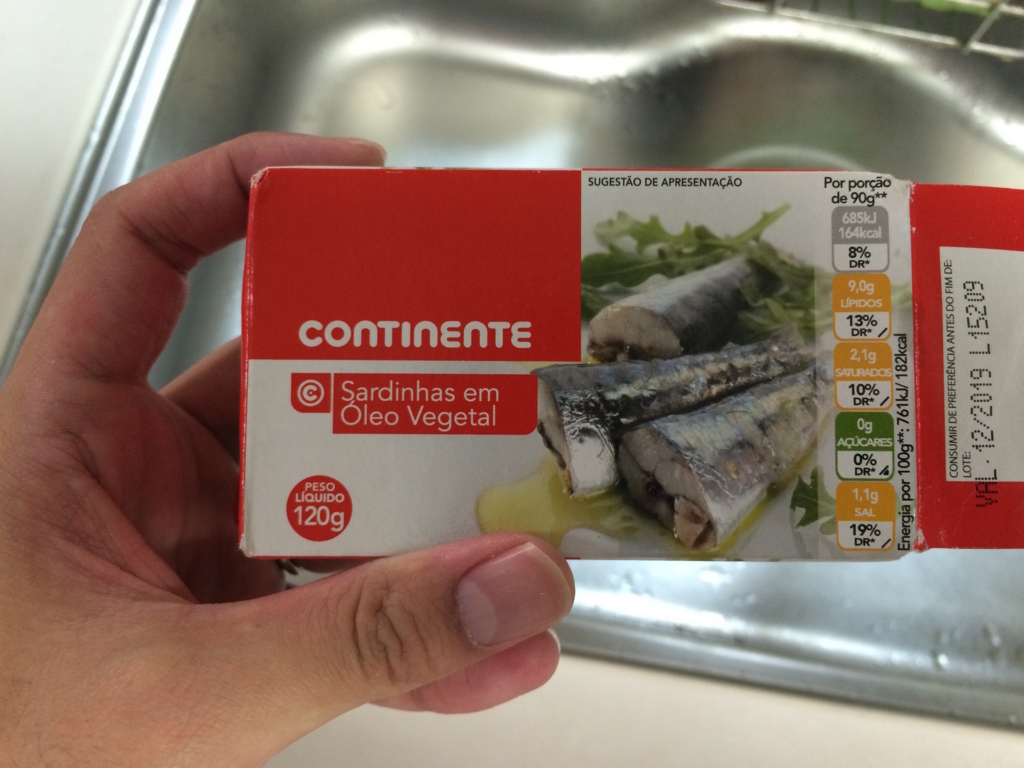 SUGESTÃO DE APRESENTAÇÃO
CONTINENTE
C
Sardinhas em
Óleo Vegetal
PESO
LÍQUIDO
120g
Por porção
de 90g**
685kJ
164kcal
8%
DR*
9,0g
LÍPIDOS
13%
DR*
2,1g
SATURADOS
10%
DR*
0g
AÇÚCARES
0%
DR*
1,1g
SAL
19%
DR*
Energia por 100g**: 761kJ/ 182kcal
CONSUMIR DE PREFERÊNCIA ANTES DO FIM DE:
LOTE:
VAL.12/2019 L15209